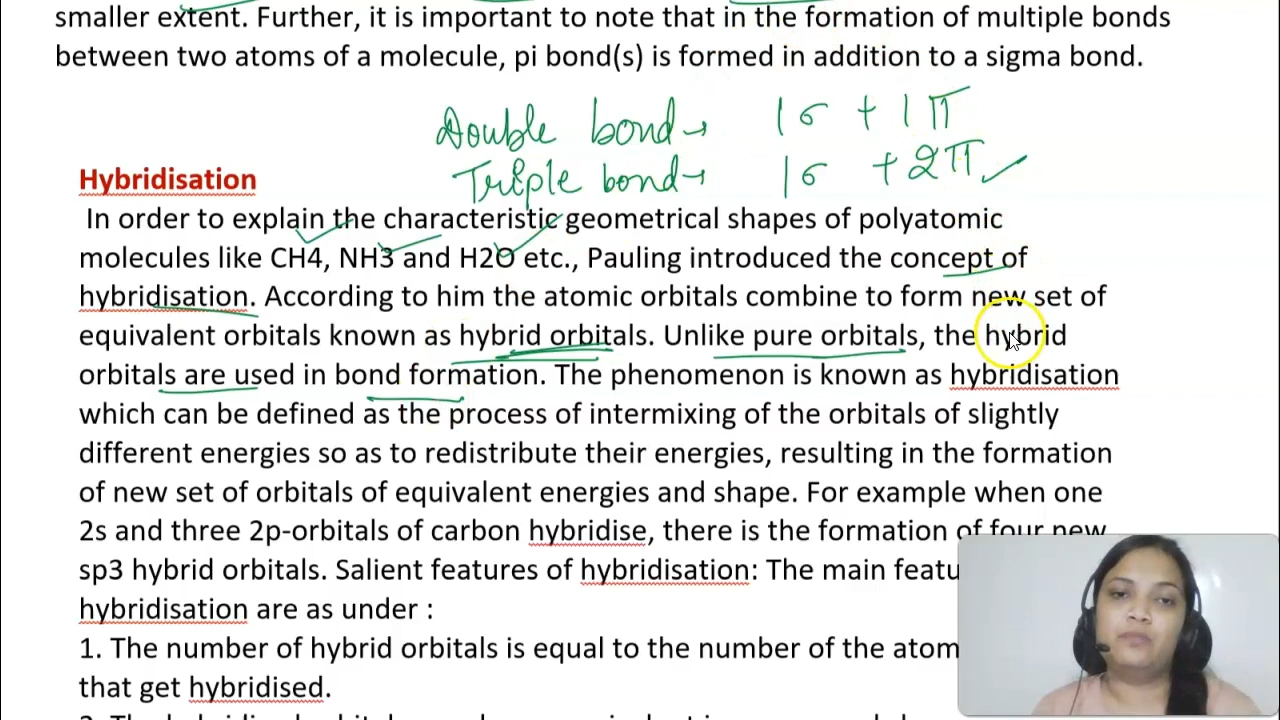 smaller extent. Further, it is important to note that in the formation of multiple bonds
between two atoms of a molecule, pi bond(s) is formed in addition to a sigma bond.
Double bond → 1σ + 1π
Triple bond → 1σ + 2π ✓
Hybridisation
In order to explain the characteristic geometrical shapes of polyatomic
molecules like CH4, NH3 and H2O etc., Pauling introduced the concept of
hybridisation. According to him the atomic orbitals combine to form new set of
equivalent orbitals known as hybrid orbitals. Unlike pure orbitals, the hybrid
orbitals are used in bond formation. The phenomenon is known as hybridisation
which can be defined as the process of intermixing of the orbitals of slightly
different energies so as to redistribute their energies, resulting in the formation
of new set of orbitals of equivalent energies and shape. For example when one
2s and three 2p-orbitals of carbon hybridise, there is the formation of four new
sp3 hybrid orbitals. Salient features of hybridisation: The main featu
hybridisation are as under :
1. The number of hybrid orbitals is equal to the number of the atom
that get hybridised.